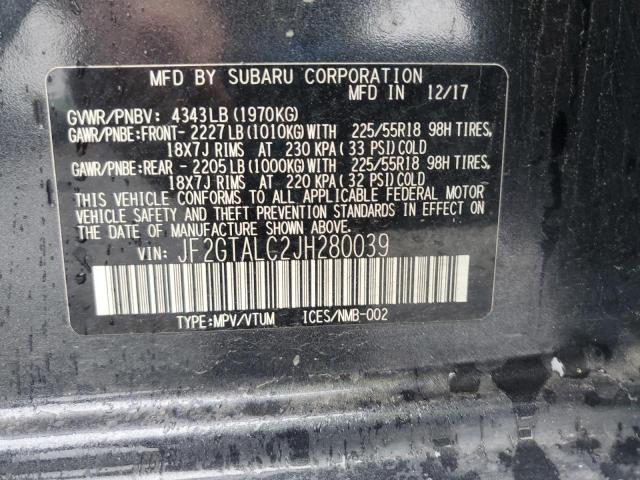 MFD BY SUBARU CORPORATION
MFD IN 12/17
GVWR/PNBV: 4343LB (1970KG)
GAWR/PNBE:FRONT- 2227LB(1010KG)WITH 225/55R18 98H TIRES,
18X7J RIMS AT 230 KPA(33 PSI)COLD
GAWR/PNBE:REAR - 2205LB(1000KG)WITH 225/55R18 98H TIRES,
18X7J RIMS AT 220 KPA(32 PSI)COLD
THIS VEHICLE CONFORMS TO ALL APPLICABLE FEDERAL MOTOR
VEHICLE SAFETY AND THEFT PREVENTION STANDARDS IN EFFECT ON
THE DATE OF MANUFACTURE SHOWN ABOVE.
VIN: JF2GTALC2JH280039
TYPE:MPV/VTUM ICES/NMB-002